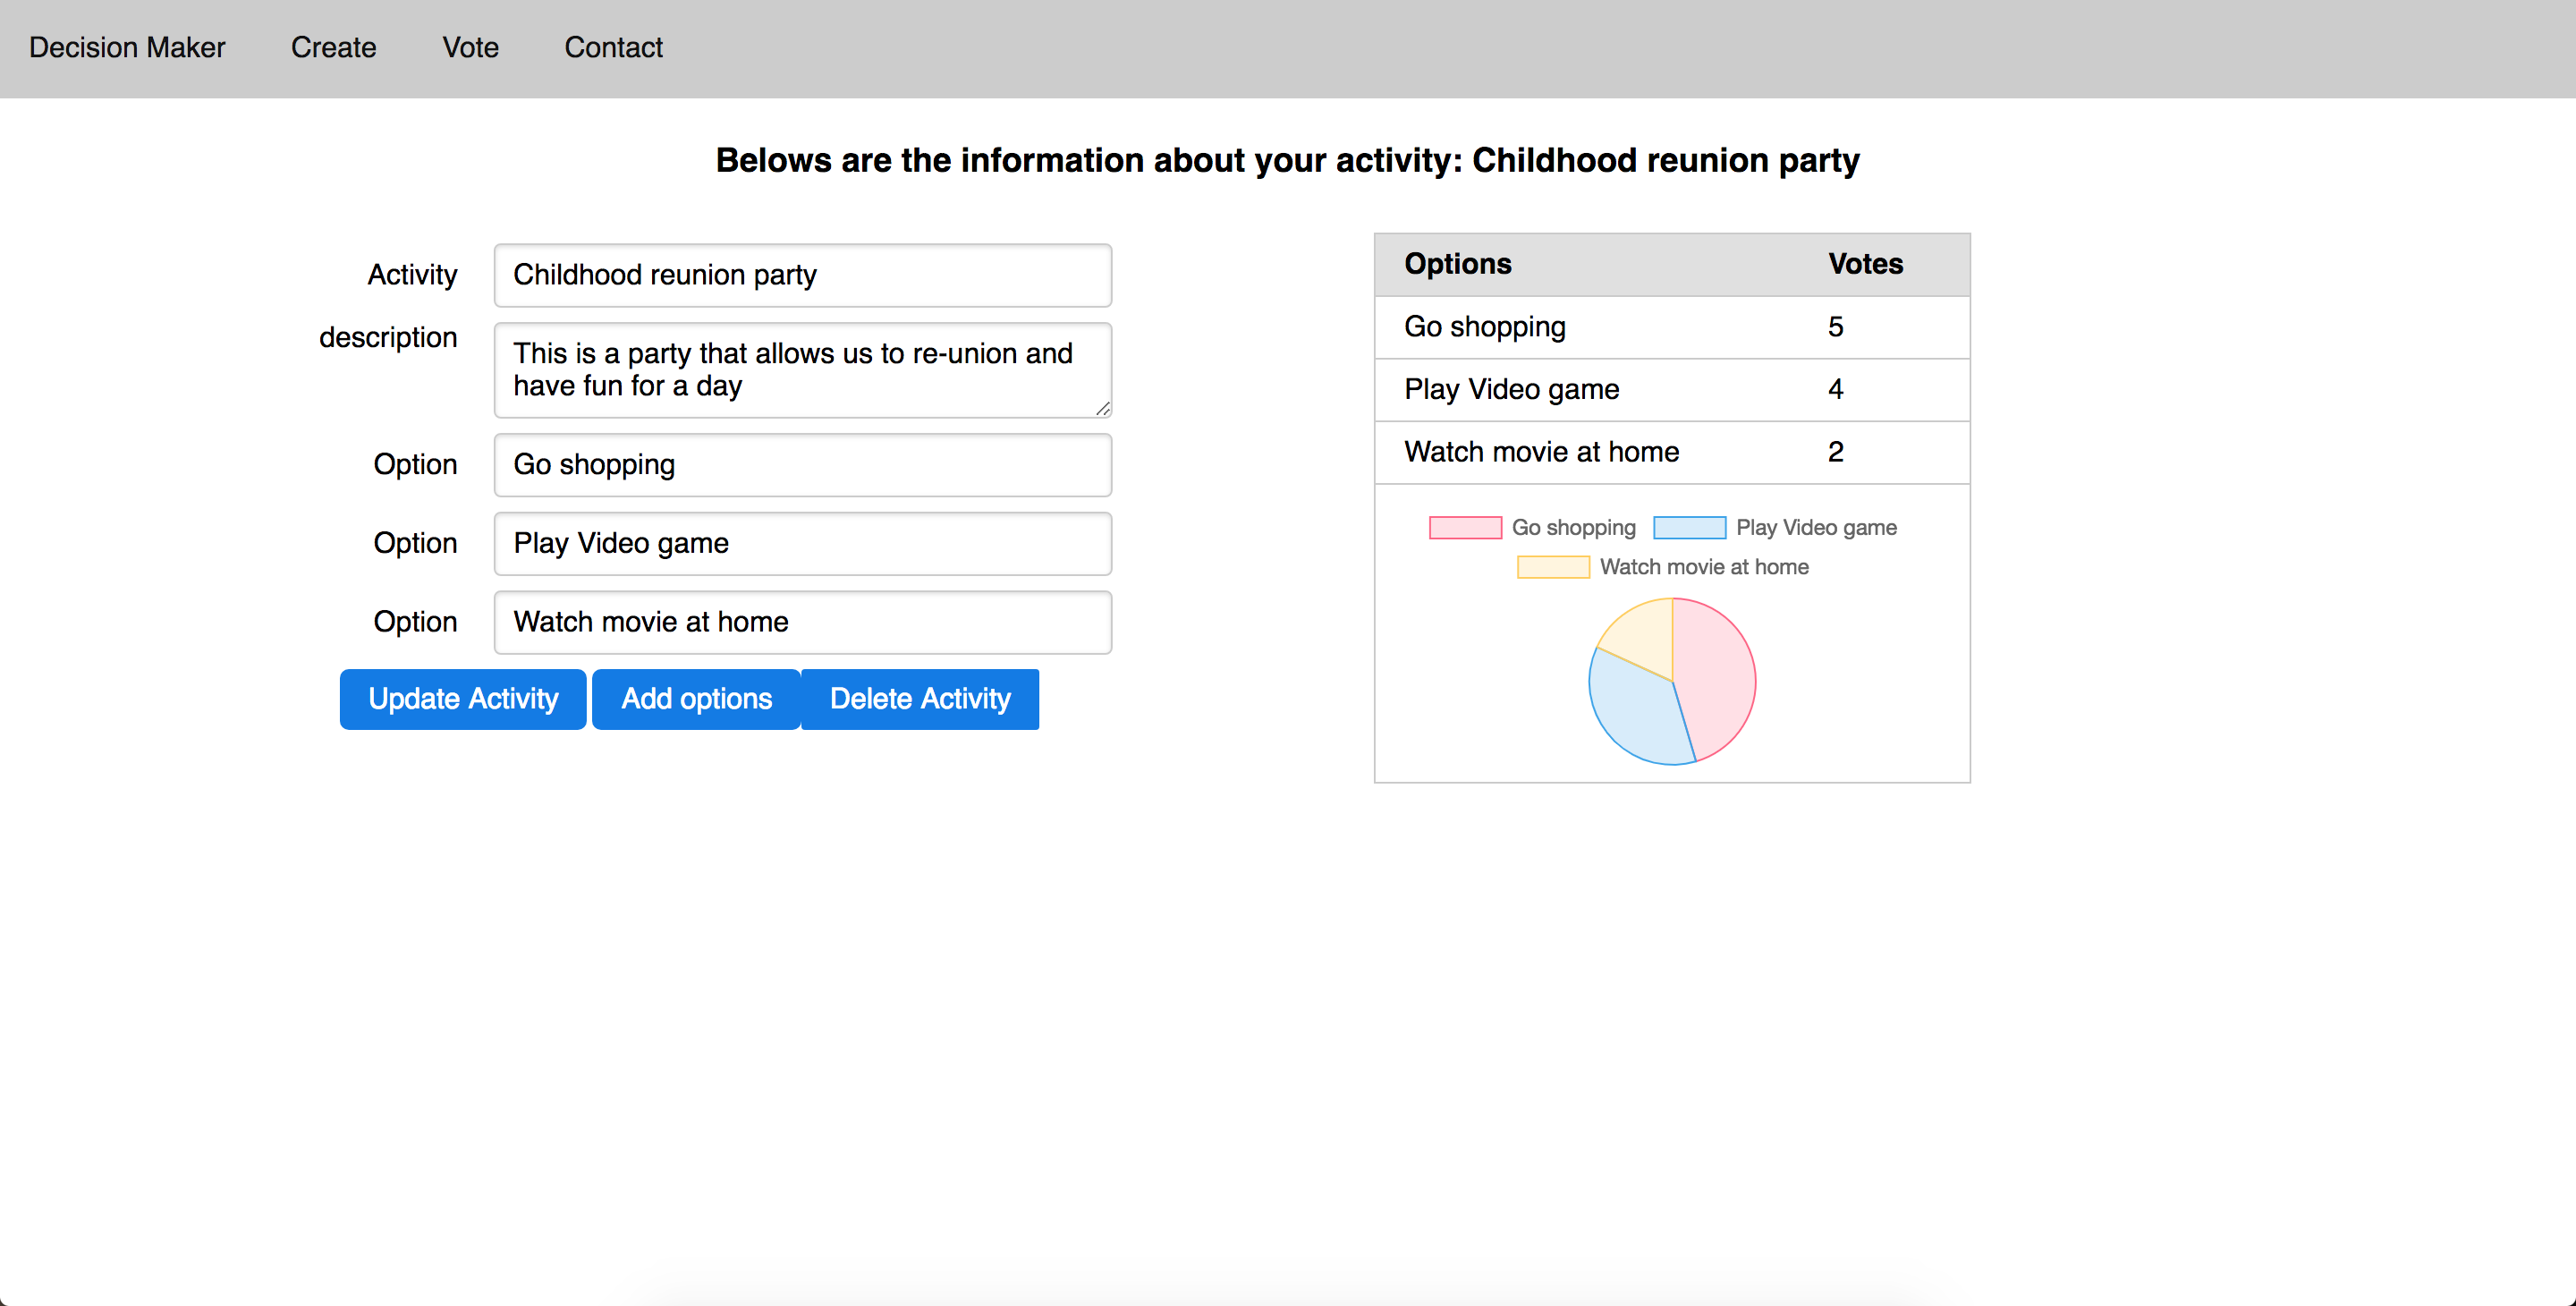 Decision Maker Create Vote Contact
Belows are the information about your activity: Childhood reunion party
Activity Childhood reunion party
description This is a party that allows us to re-union and
have fun for a day
Option Go shopping
Option Play Video game
Option Watch movie at home
Update Activity Add options Delete Activity
Options Votes
Go shopping 5
Play Video game 4
Watch movie at home 2
Go shopping Play Video game
Watch movie at home